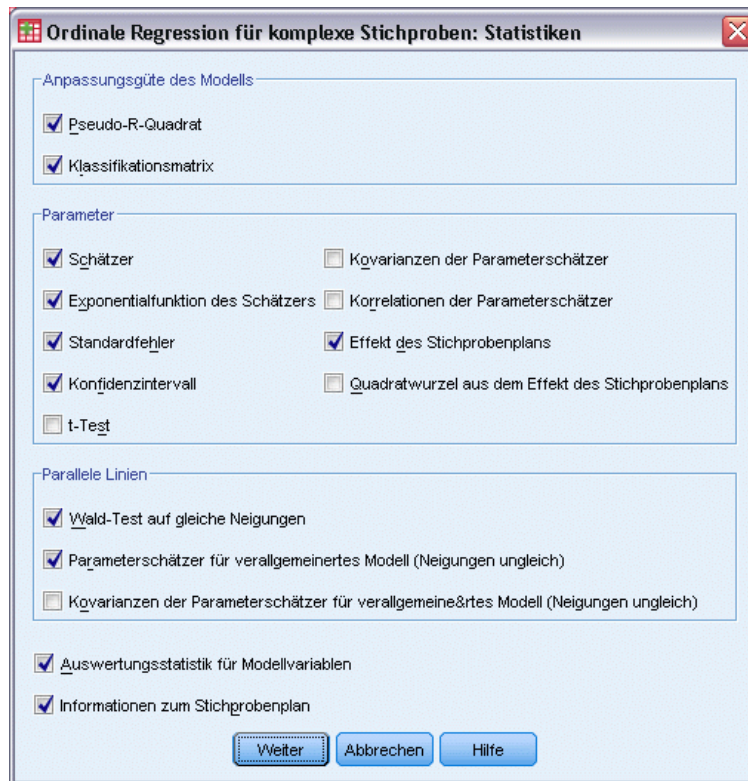 Ordinale Regression für komplexe Stichproben: Statistiken
Anpassungsgüte des Modells
Pseudo-R-Quadrat
Klassifikationsmatrix
Parameter
Schätzer
Kovarianzen der Parameterschätzer
Exponentialfunktion des Schätzers
Korrelationen der Parameterschätzer
Standardfehler
Effekt des Stichprobenplans
Konfidenzintervall
Quadratwurzel aus dem Effekt des Stichprobenplans
t-Test
Parallele Linien
Wald-Test auf gleiche Neigungen
Parameterschätzer für verallgemeinertes Modell (Neigungen ungleich)
Kovarianzen der Parameterschätzer für verallgemeine&rtes Modell (Neigungen ungleich)
Auswertungsstatistik für Modellvariablen
Informationen zum Stichprobenplan
Weiter
Abbrechen
Hilfe